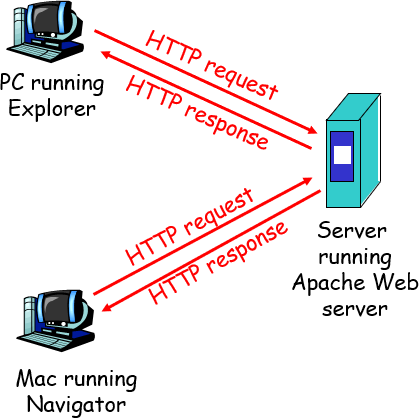 HTTP request
HTTP response
PC running
Explorer
Server
running
Apache Web
server
HTTP request
HTTP response
Mac running
Navigator